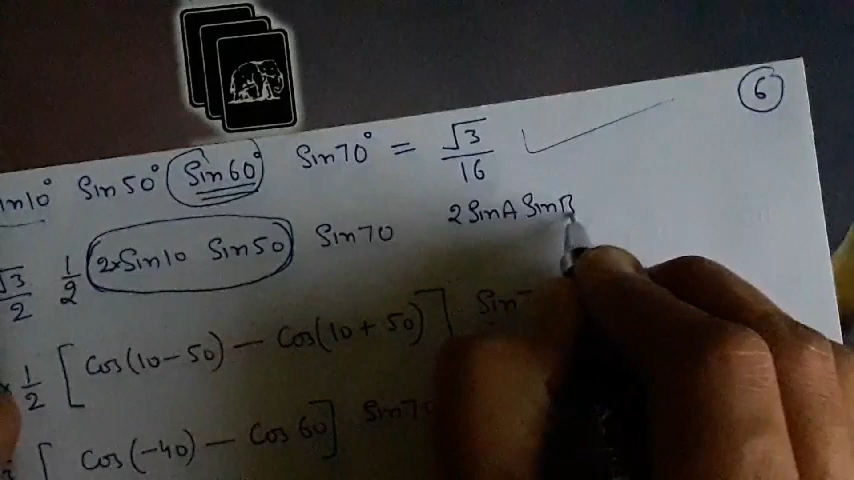 6
Sin50° Sin60° Sin70° = √3/16
√3/2 1/2 (2×Sin10 Sin50) Sin70 2SinA SinB
1/2 [Cos(10-50) - Cos(10+50)] Sin
[Cos(-40) - Cos60] Sin70